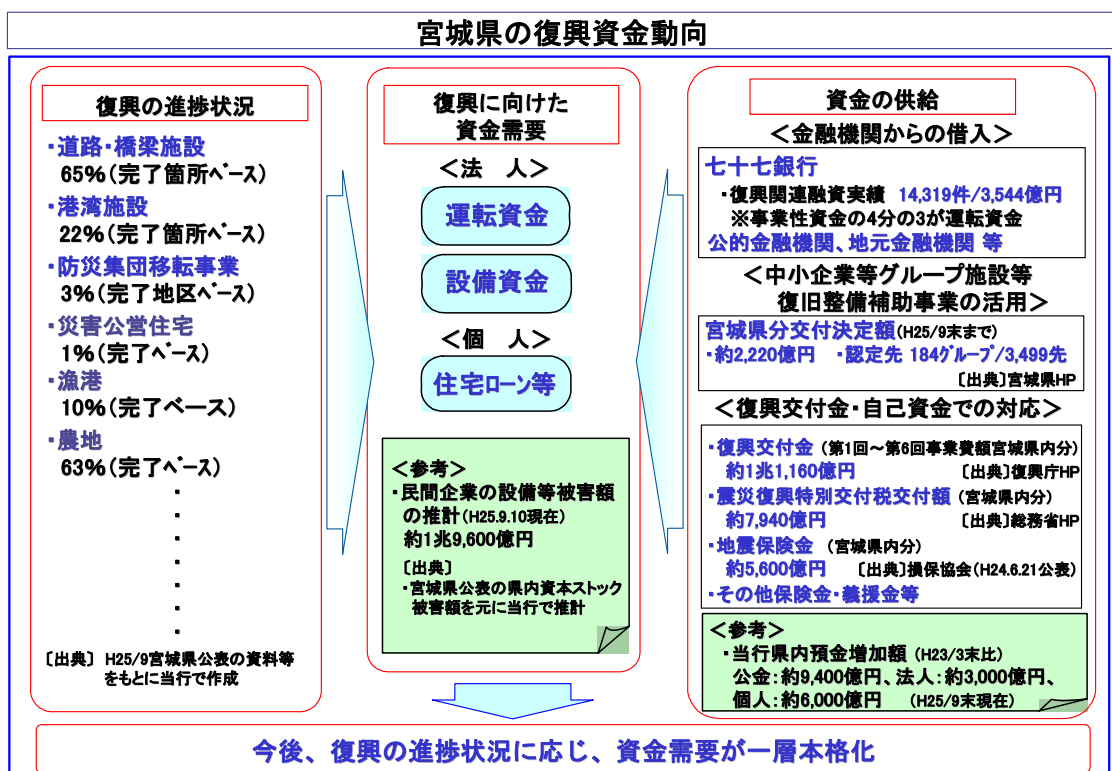 宮城県の復興資金動向
復興の進捗状況
・道路・橋梁施設
65%(完了箇所ベース)
・港湾施設
22%(完了箇所ベース)
・防災集団移転事業
3%(完了地区ベース)
・災害公営住宅
1%(完了ベース)
・漁港
10%(完了ベース)
・農地
63%(完了ベース)
・
・
・
・
・
・
・
〔出典〕 H25/9宮城県公表の資料等
をもとに当行で作成
復興に向けた
資金需要
<法 人>
運転資金
設備資金
<個 人>
住宅ローン等
<参考>
・民間企業の設備等被害額
の推計(H25.9.10現在)
約1兆9,600億円
〔出典〕
・宮城県公表の県内資本ストック
被害額を元に当行で推計
資金の供給
<金融機関からの借入>
七十七銀行
・復興関連融資実績 14,319件/3,544億円
※事業性資金の4分の3が運転資金
公的金融機関、地元金融機関 等
<中小企業等グループ施設等
復旧整備補助事業の活用>
宮城県分交付決定額(H25/9末まで)
・約2,220億円 ・認定先 184グループ/3,499先
〔出典〕宮城県HP
<復興交付金・自己資金での対応>
・復興交付金 (第1回~第6回事業費額宮城県内分)
約1兆1,160億円 〔出典〕復興庁HP
・震災復興特別交付税交付額 (宮城県内分)
約7,940億円 〔出典〕総務省HP
・地震保険金 (宮城県内分)
約5,600億円 〔出典〕損保協会(H24.6.21公表)
・その他保険金・義援金等
<参考>
・当行県内預金増加額 (H23/3末比)
公金:約9,400億円、法人:約3,000億円、
個人:約6,000億円 (H25/9末現在)
今後、復興の進捗状況に応じ、資金需要が一層本格化